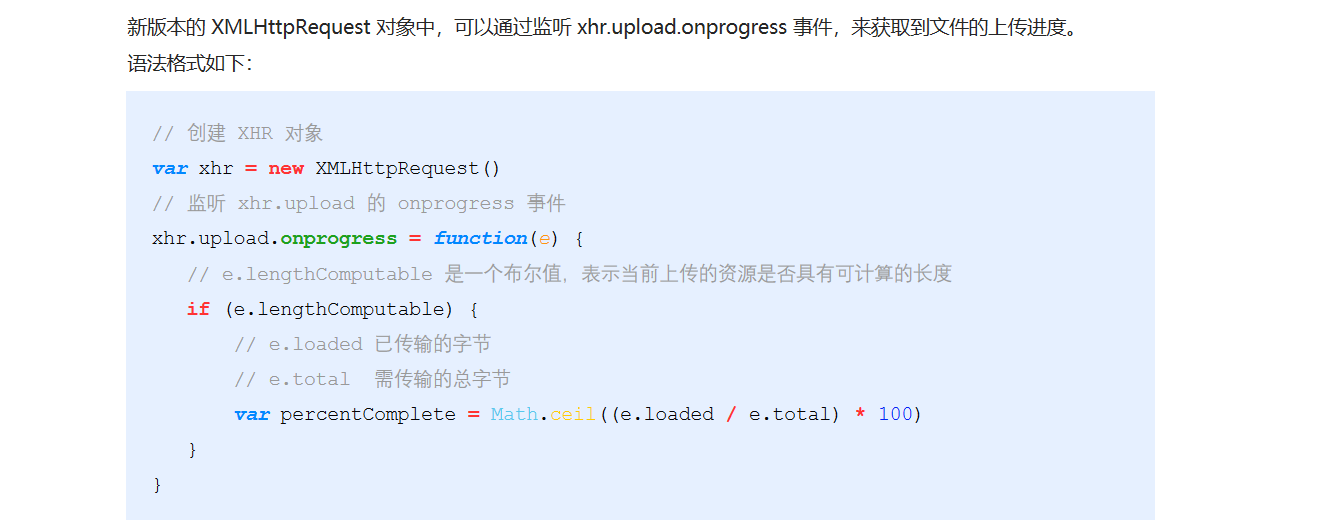 新版本的 XMLHttpRequest 对象中，可以通过监听 xhr.upload.onprogress 事件，来获取到文件的上传进度。
语法格式如下：
// 创建 XHR 对象
var xhr = new XMLHttpRequest()
// 监听 xhr.upload 的 onprogress 事件
xhr.upload.onprogress = function(e) {
   // e.lengthComputable 是一个布尔值，表示当前上传的资源是否具有可计算的长度
   if (e.lengthComputable) {
       // e.loaded 已传输的字节
       // e.total  需传输的总字节
       var percentComplete = Math.ceil((e.loaded / e.total) * 100)
   }
}